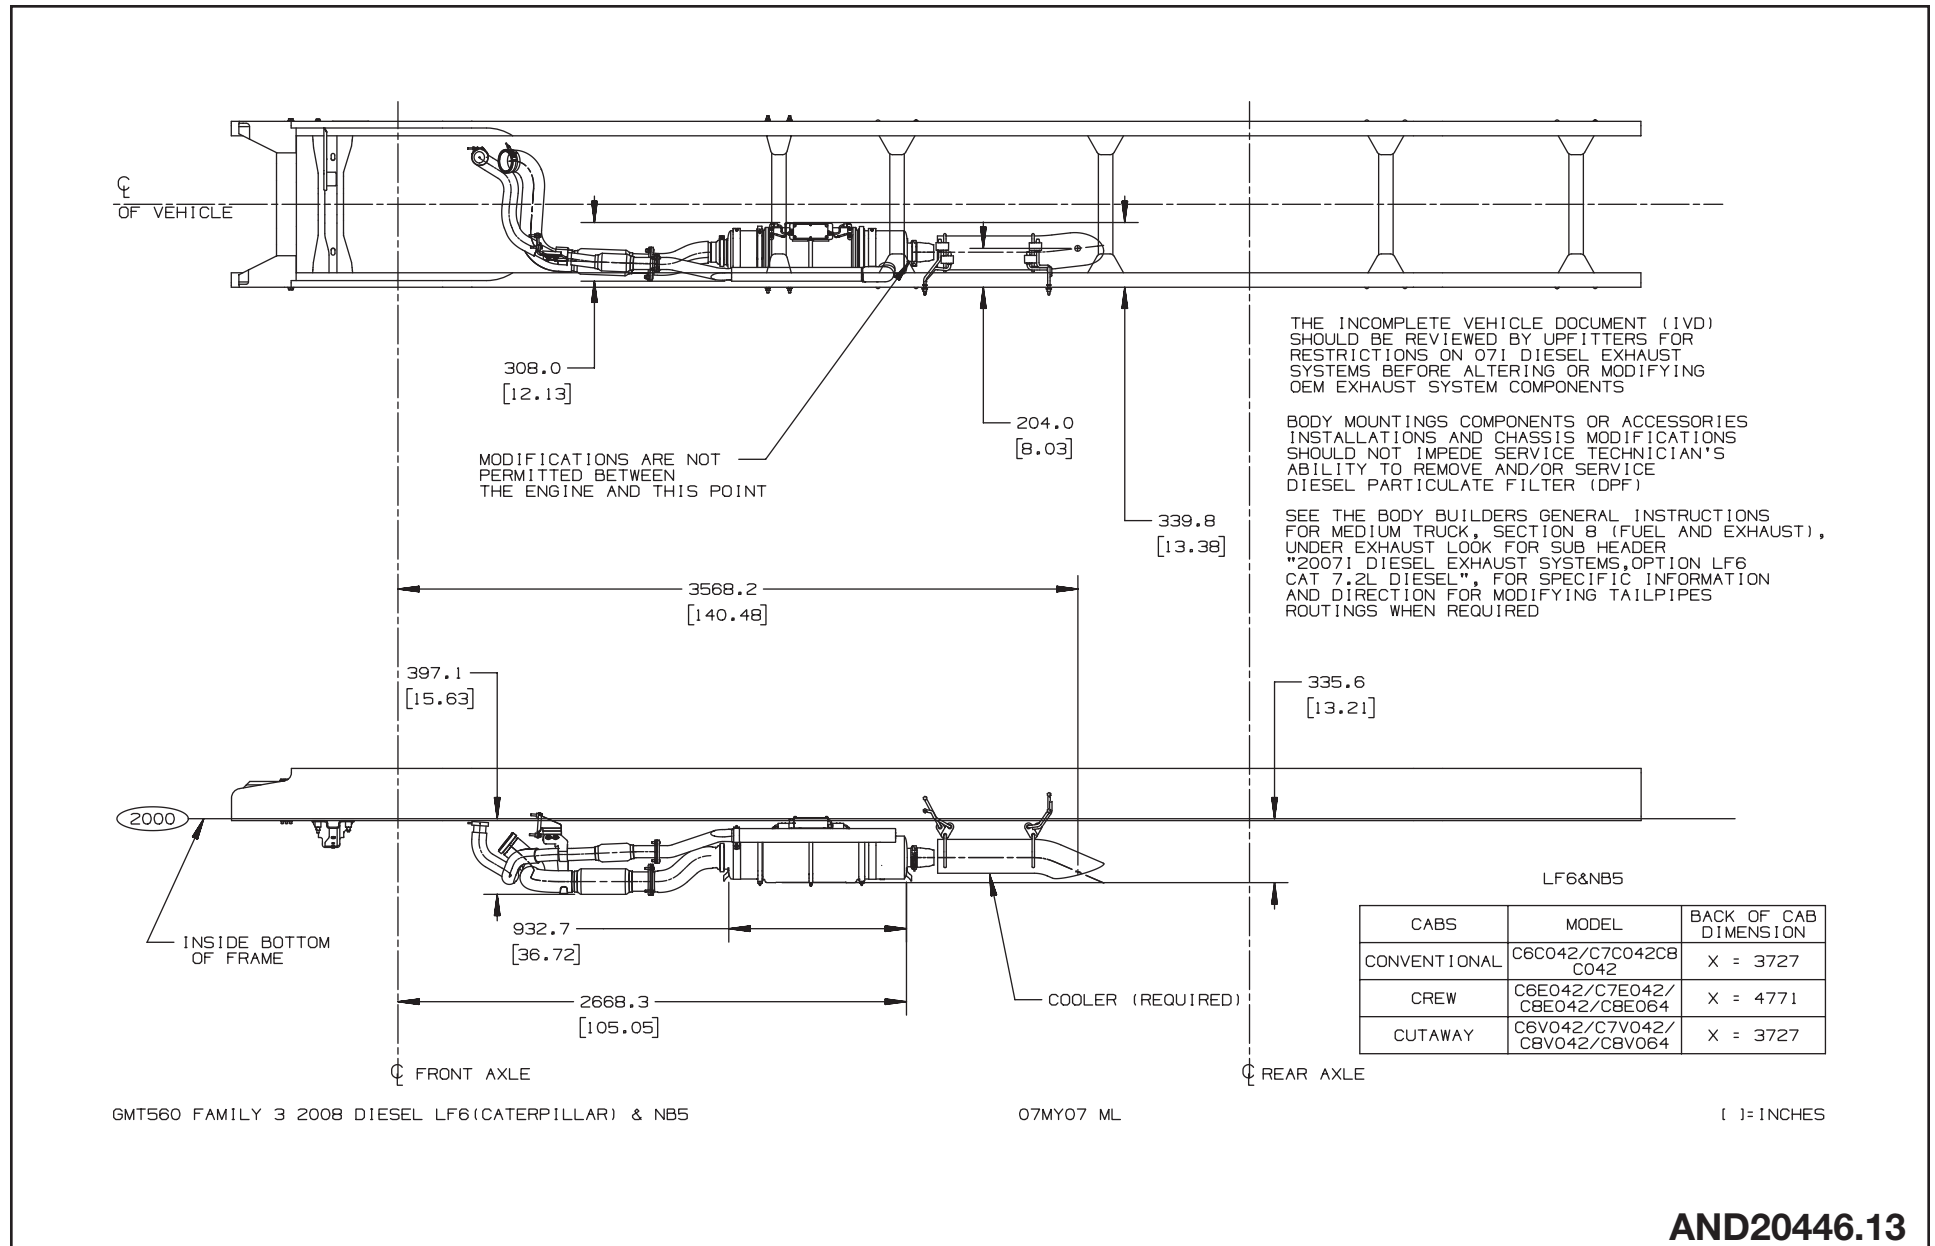 ℄
OF VEHICLE
308.0
[12.13]
MODIFICATIONS ARE NOT
PERMITTED BETWEEN
THE ENGINE AND THIS POINT
204.0
[8.03]
339.8
[13.38]
THE INCOMPLETE VEHICLE DOCUMENT (IVD)
SHOULD BE REVIEWED BY UPFITTERS FOR
RESTRICTIONS ON 07I DIESEL EXHAUST
SYSTEMS BEFORE ALTERING OR MODIFYING
OEM EXHAUST SYSTEM COMPONENTS
BODY MOUNTINGS COMPONENTS OR ACCESSORIES
INSTALLATIONS AND CHASSIS MODIFICATIONS
SHOULD NOT IMPEDE SERVICE TECHNICIAN'S
ABILITY TO REMOVE AND/OR SERVICE
DIESEL PARTICULATE FILTER (DPF)
SEE THE BODY BUILDERS GENERAL INSTRUCTIONS
FOR MEDIUM TRUCK, SECTION 8 (FUEL AND EXHAUST),
UNDER EXHAUST LOOK FOR SUB HEADER
"2007I DIESEL EXHAUST SYSTEMS,OPTION LF6
CAT 7.2L DIESEL", FOR SPECIFIC INFORMATION
AND DIRECTION FOR MODIFYING TAILPIPES
ROUTINGS WHEN REQUIRED
3568.2
[140.48]
397.1
[15.63]
335.6
[13.21]
2000
INSIDE BOTTOM
OF FRAME
932.7
[36.72]
2668.3
[105.05]
COOLER (REQUIRED)
℄ FRONT AXLE
℄ REAR AXLE
LF6&NB5
CABS MODEL BACK OF CAB
DIMENSION
CONVENTIONAL C6C042/C7C042C8
C042 X = 3727
CREW C6E042/C7E042/
C8E042/C8E064 X = 4771
CUTAWAY C6V042/C7V042/
C8V042/C8V064 X = 3727
GMT560 FAMILY 3 2008 DIESEL LF6(CATERPILLAR) & NB5
07MY07 ML
[ ]=INCHES
AND20446.13